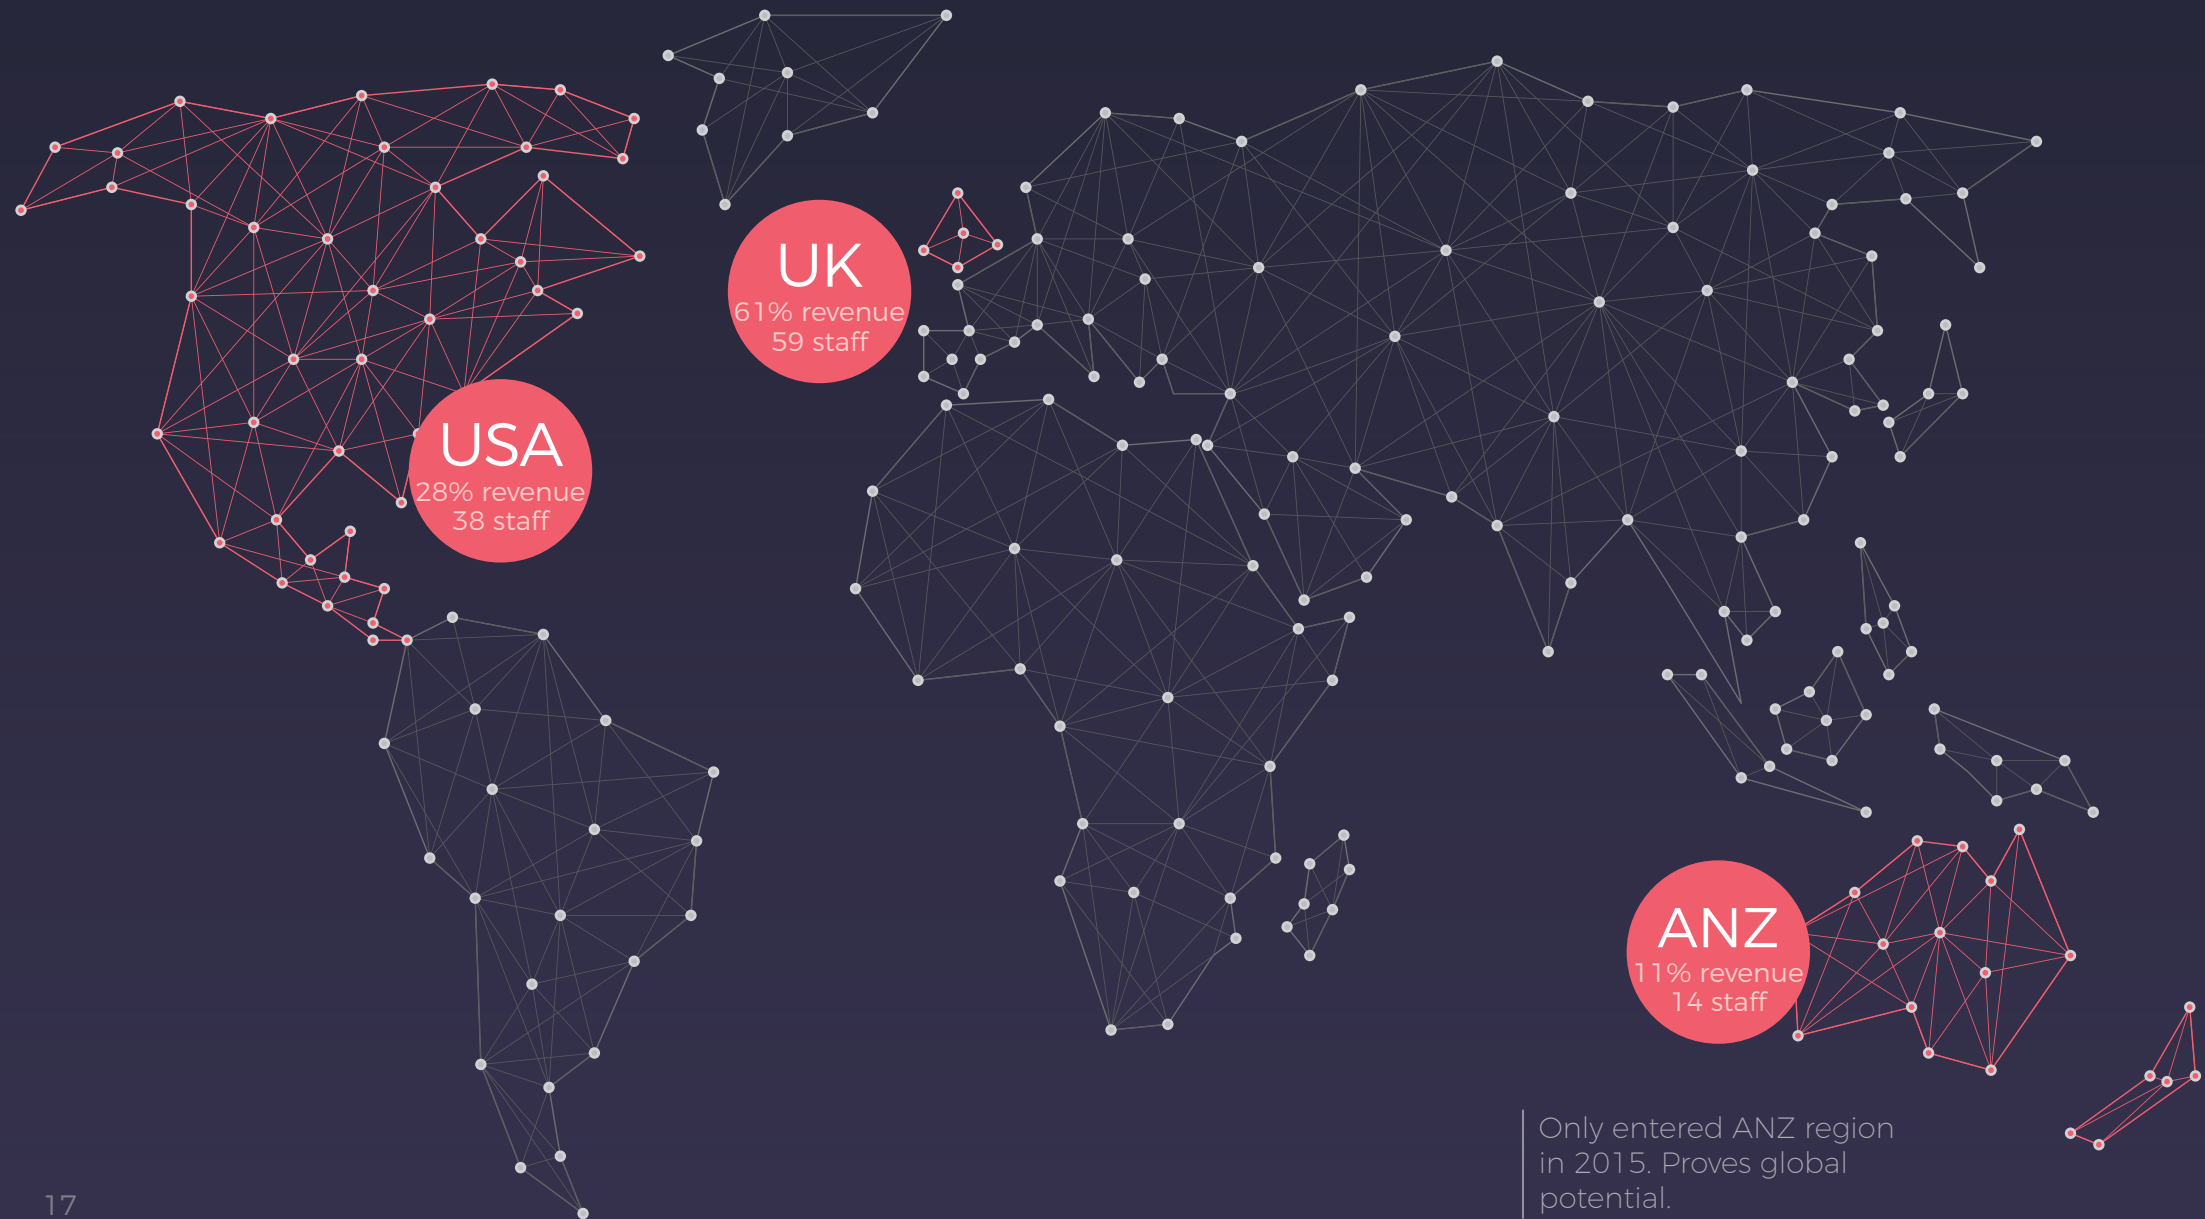 UK
61% revenue
59 staff
USA
28% revenue
38 staff
ANZ
11% revenue
14 staff
Only entered ANZ region
in 2015. Proves global
potential.
17